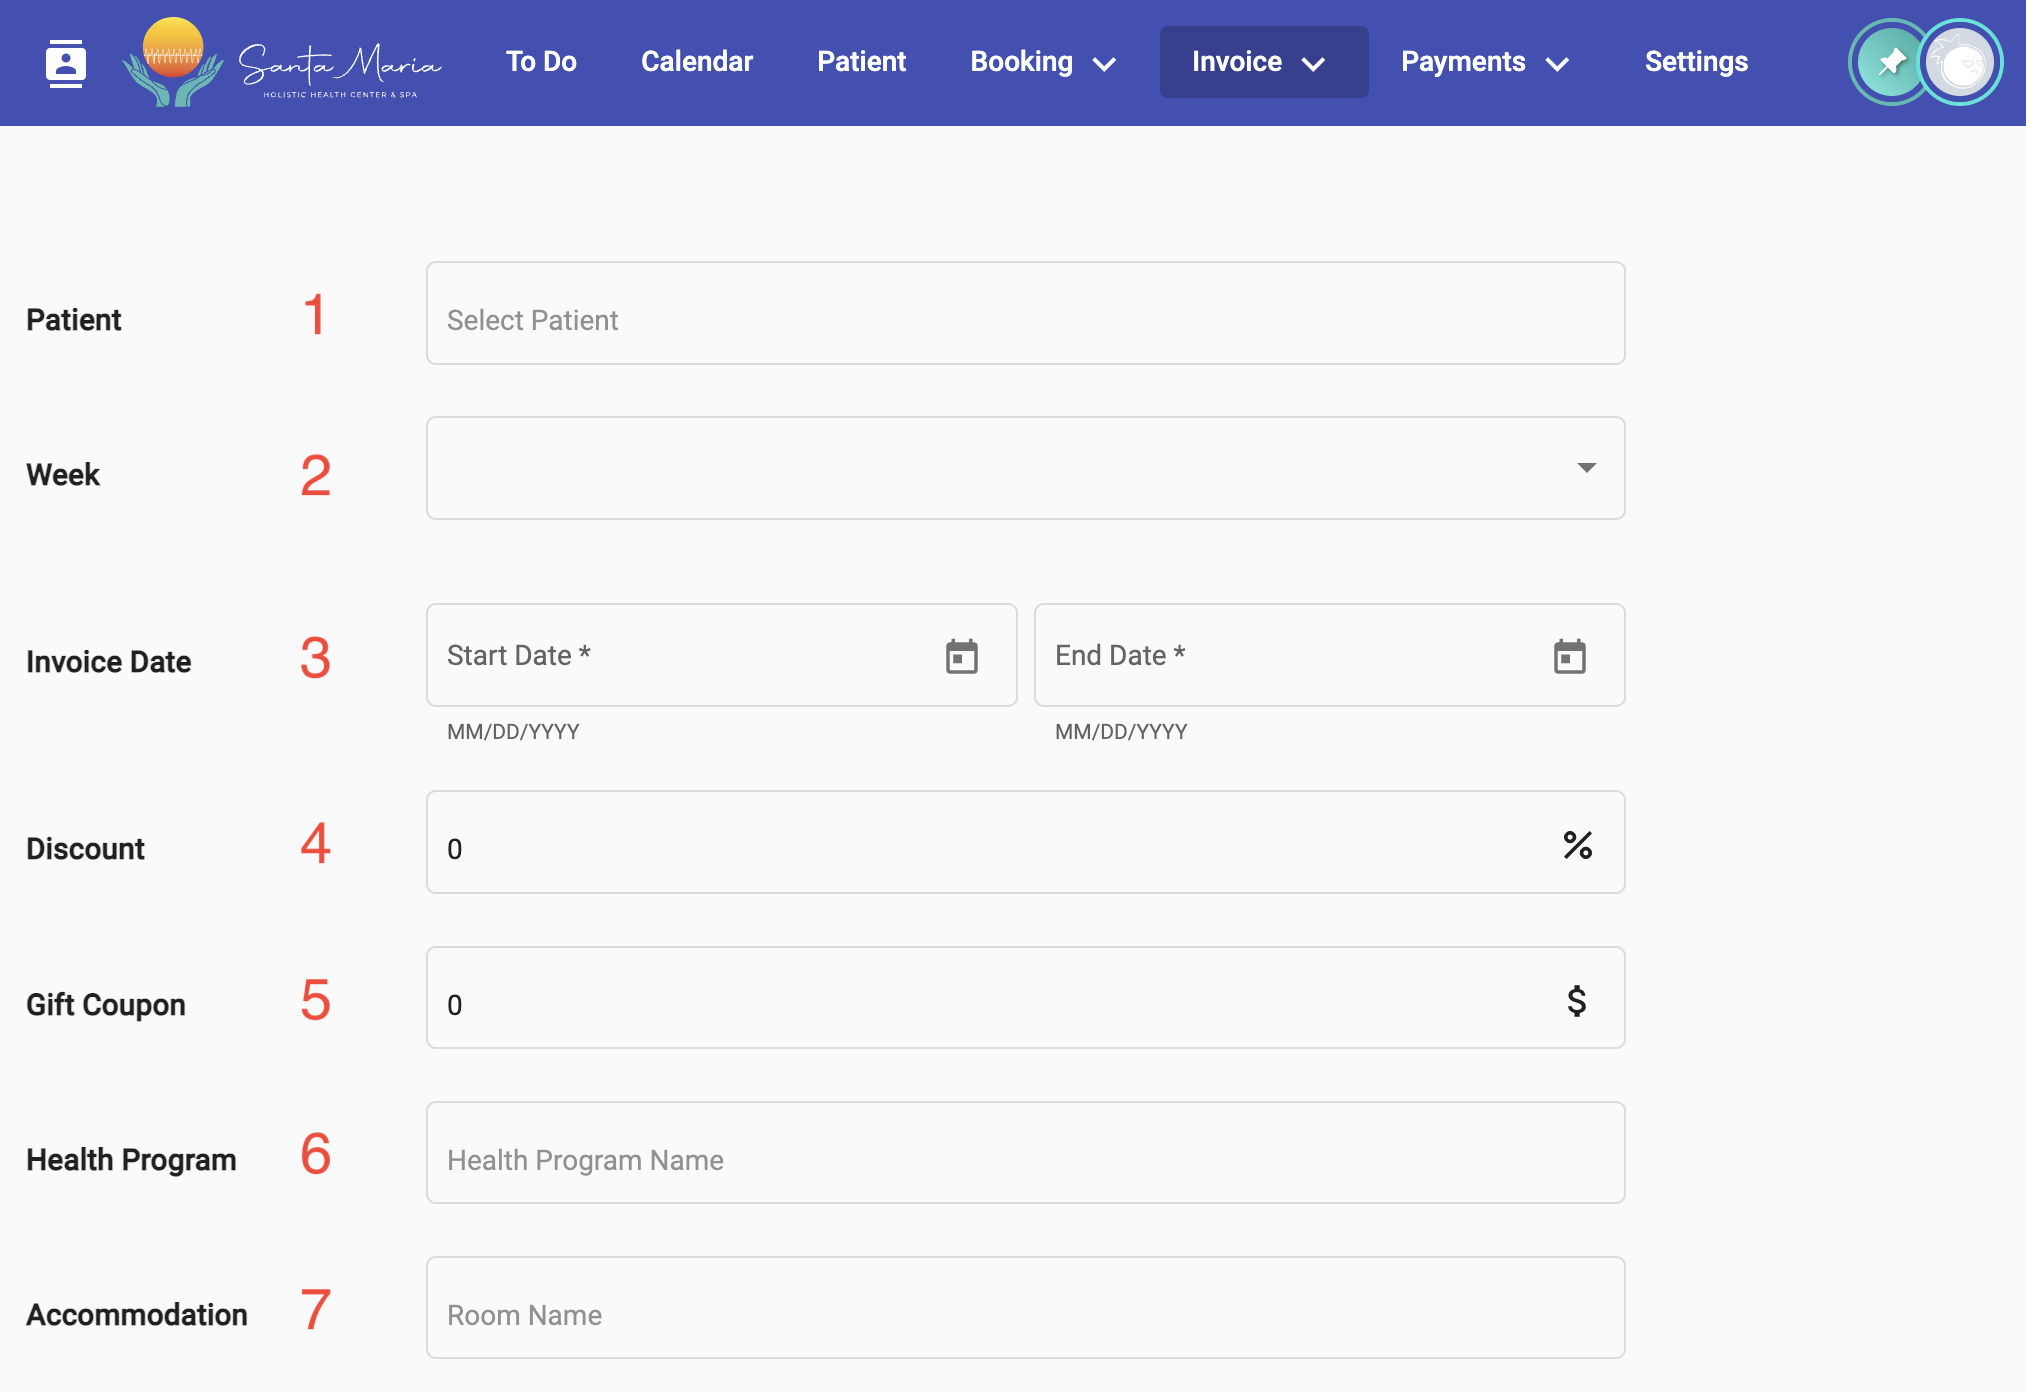 Santa Maria
HOLISTIC HEALTH CENTER & SPA
To Do
Calendar
Patient
Booking
Invoice
Payments
Settings
Patient
1
Select Patient
Week
2
Invoice Date
3
Start Date *
End Date *
MM/DD/YYYY
MM/DD/YYYY
Discount
4
0
%
Gift Coupon
5
0
$
Health Program
6
Health Program Name
Accommodation
7
Room Name